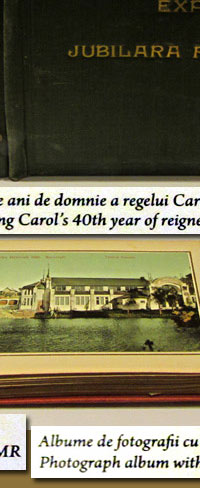 EXP
JUBILARA R
e ani de domnie a regelui Car
ng Carol's 40th year of reigne
MR
Albume de fotografii cu
Photograph album with